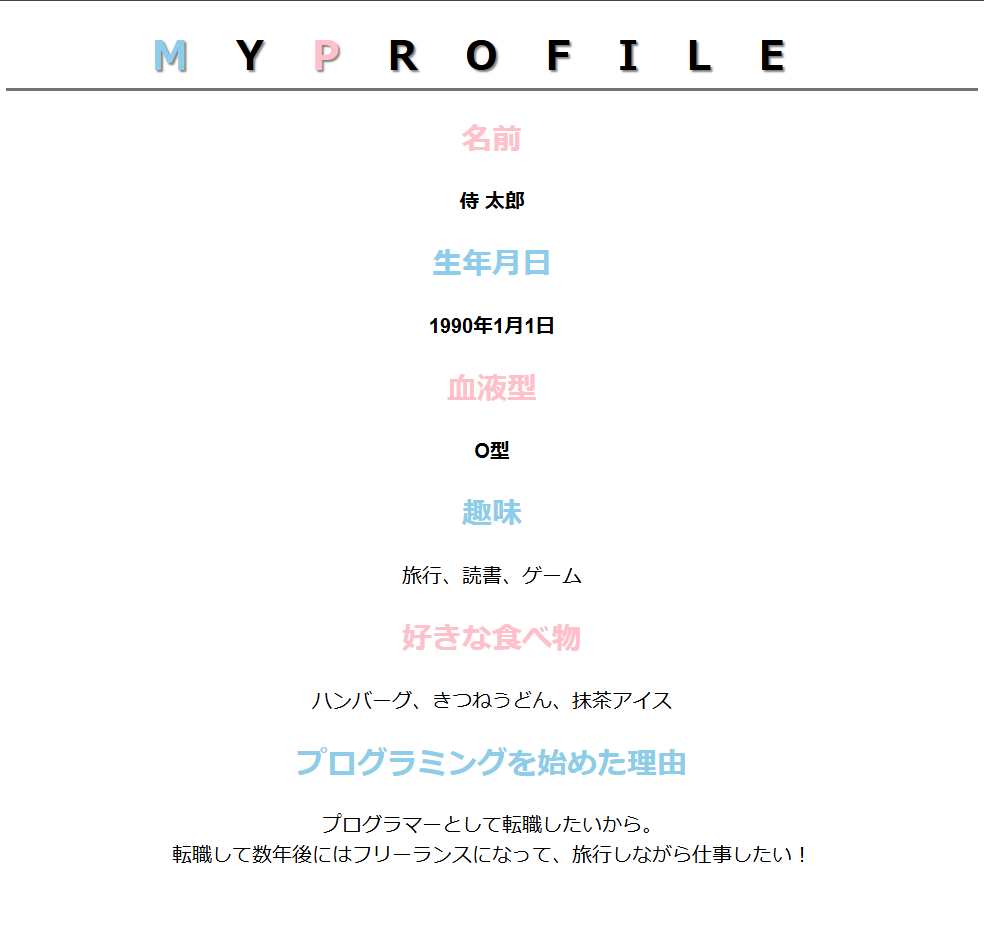 MY PROFILE
名前
侍 太郎
生年月日
1990年1月1日
血液型
O型
趣味
旅行、読書、ゲーム
好きな食べ物
ハンバーグ、きつねうどん、抹茶アイス
プログラミングを始めた理由
プログラマーとして転職したいから。
転職して数年後にはフリーランスになって、旅行しながら仕事したい！